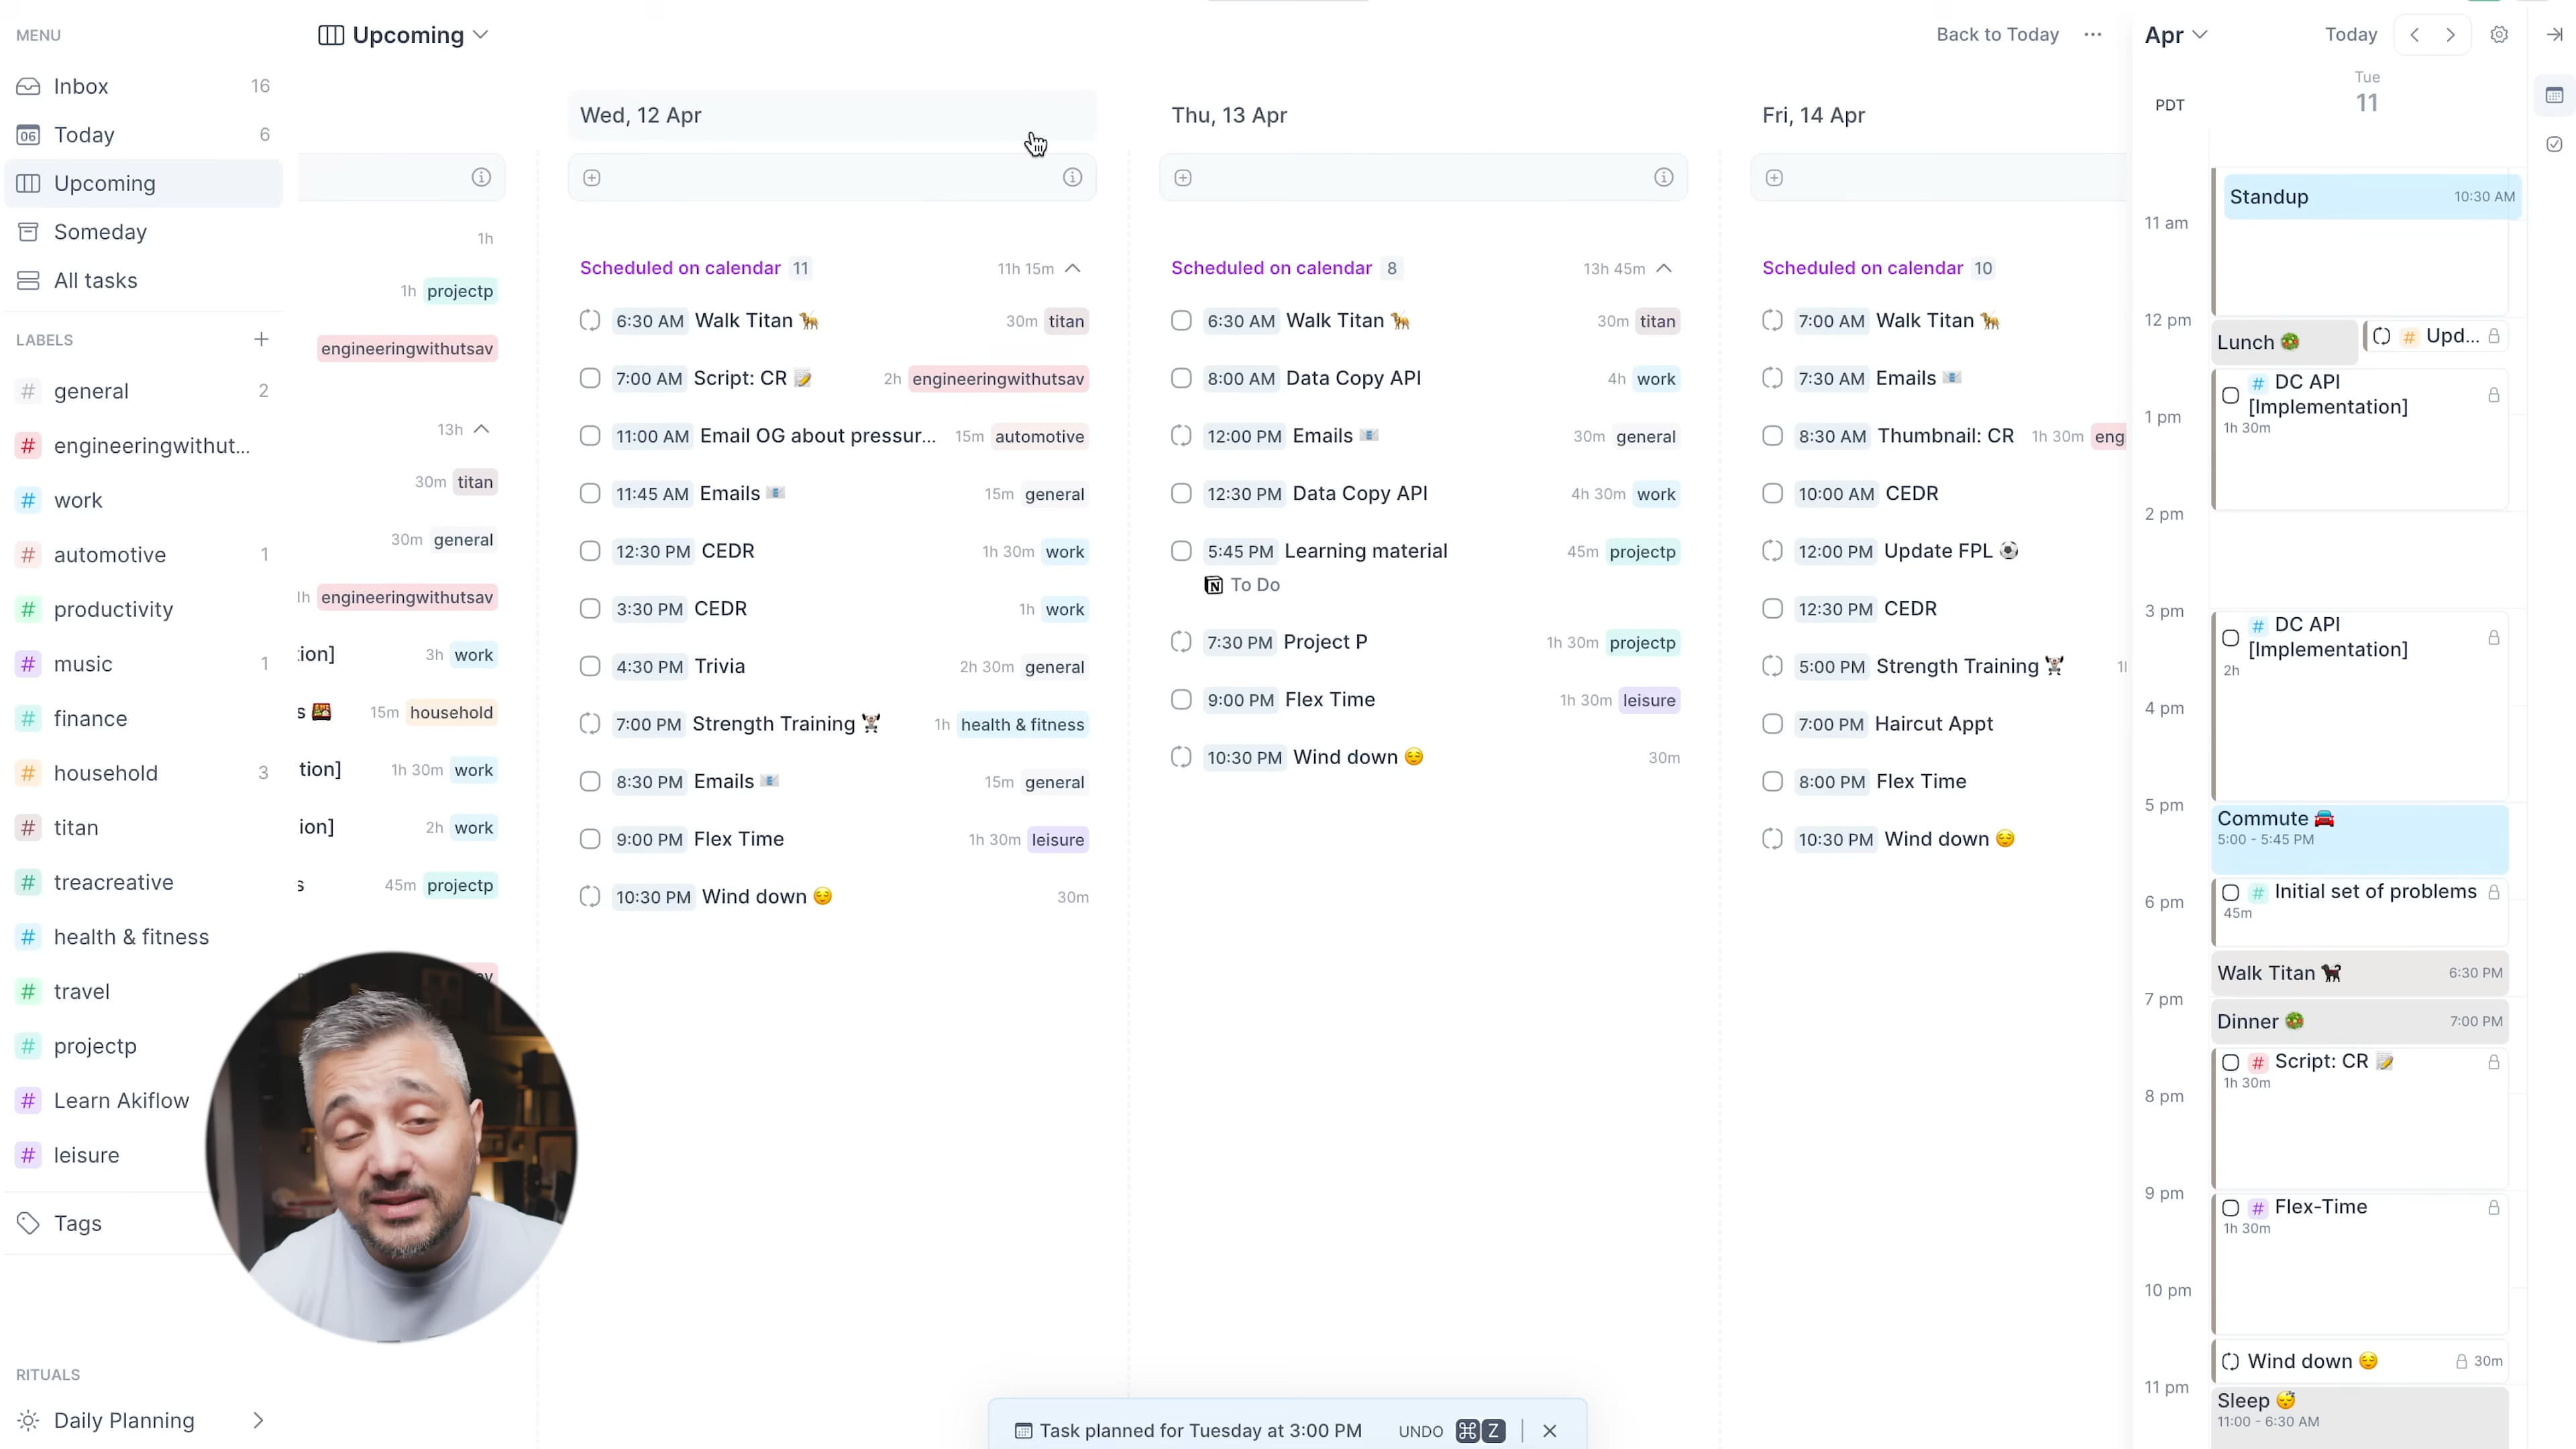 MENU
Inbox 16
06 Today 6
Upcoming
Someday
All tasks
LABELS
general 2
# engineeringwithut...
# work
# automotive 1
# productivity
# music 1
# finance
# household 3
# titan
# treacreative
# health & fitness
# travel
# projectp
# Learn Akiflow
# leisure
Tags
RITUALS
Daily Planning
Upcoming
Back to Today
1h
1h projectp
engineeringwithutsav
13h
30m titan
30m general
engineeringwithutsav
3h work
15m household
1h 30m work
2h work
45m projectp
Wed, 12 Apr
Scheduled on calendar 11 11h 15m
6:30 AM Walk Titan 30m titan
7:00 AM Script: CR 2h engineeringwithutsav
11:00 AM Email OG about pressur... 15m automotive
11:45 AM Emails 15m general
12:30 PM CEDR 1h 30m work
3:30 PM CEDR 1h work
4:30 PM Trivia 2h 30m general
7:00 PM Strength Training 1h health & fitness
8:30 PM Emails 15m general
9:00 PM Flex Time 1h 30m leisure
10:30 PM Wind down 30m
Thu, 13 Apr
Scheduled on calendar 8 13h 45m
6:30 AM Walk Titan 30m titan
8:00 AM Data Copy API 4h work
12:00 PM Emails 30m general
12:30 PM Data Copy API 4h 30m work
5:45 PM Learning material 45m projectp
To Do
7:30 PM Project P 1h 30m projectp
9:00 PM Flex Time 1h 30m leisure
10:30 PM Wind down 30m
Fri, 14 Apr
Scheduled on calendar 10
7:00 AM Walk Titan
7:30 AM Emails
8:30 AM Thumbnail: CR 1h 30m eng
10:00 AM CEDR
12:00 PM Update FPL
12:30 PM CEDR
5:00 PM Strength Training
7:00 PM Haircut Appt
8:00 PM Flex Time
10:30 PM Wind down
Task planned for Tuesday at 3:00 PM UNDO ⌘ Z
Apr Today
Tue
PDT 11
Standup 10:30 AM
11 am
12 pm
Lunch
# Upd...
# DC API
[Implementation]
1h 30m
1 pm
2 pm
3 pm
# DC API
[Implementation]
2h
4 pm
5 pm
Commute
5:00 - 5:45 PM
# Initial set of problems
45m
6 pm
Walk Titan 6:30 PM
7 pm
Dinner 7:00 PM
# Script: CR
1h 30m
8 pm
9 pm
# Flex-Time
1h 30m
10 pm
Wind down 30m
11 pm
Sleep
11:00 - 6:30 AM